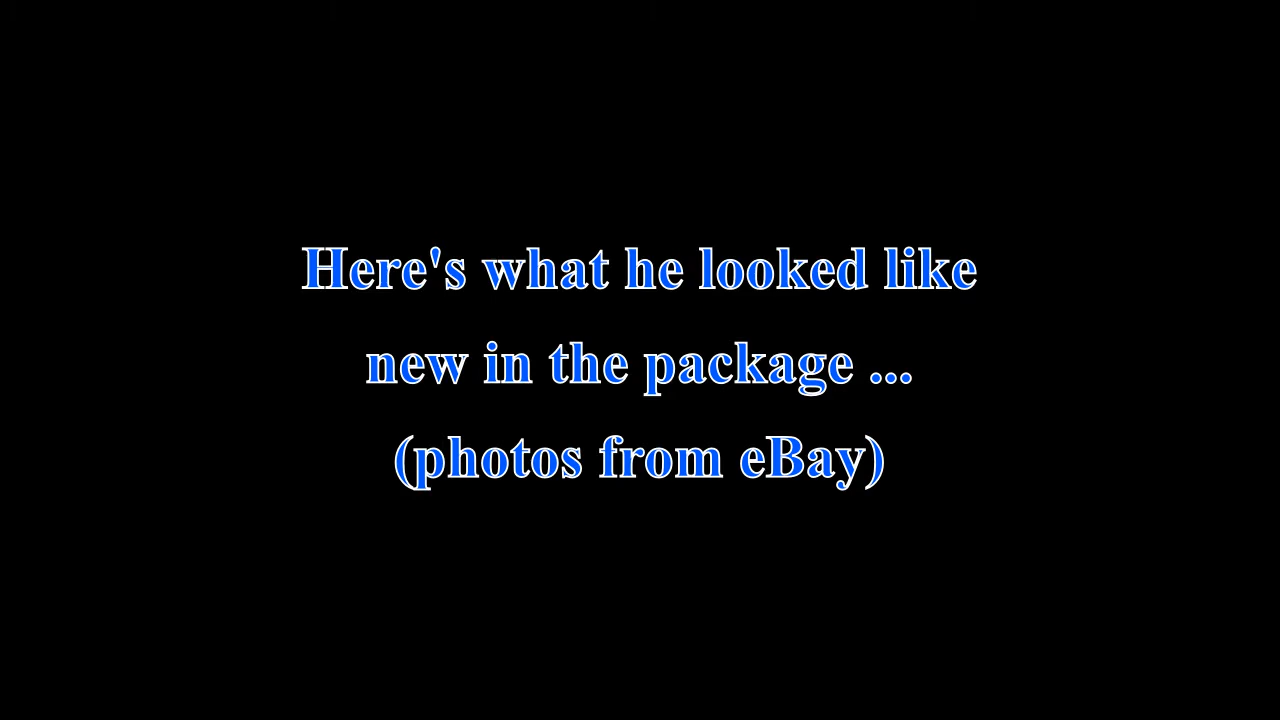 Here's what he looked like
new in the package ...
(photos from eBay)